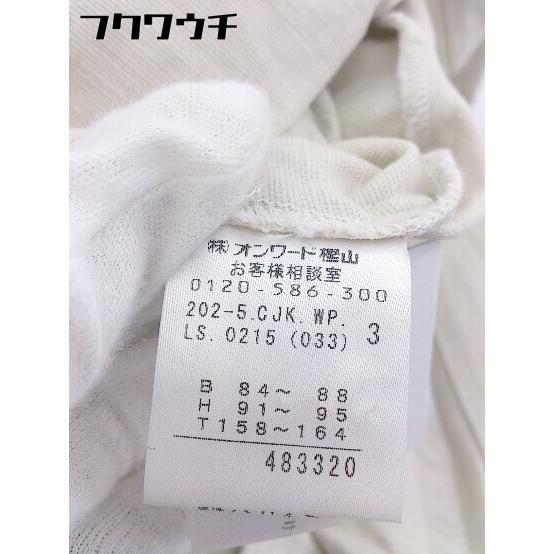 フクワウチ
(株)オンワード樫山
お客様相談室
0120-586-300
202-5.CJK.WP. 3
LS.0215 (033)
B 84〜 88
H 91〜 95
T 158〜164
483320